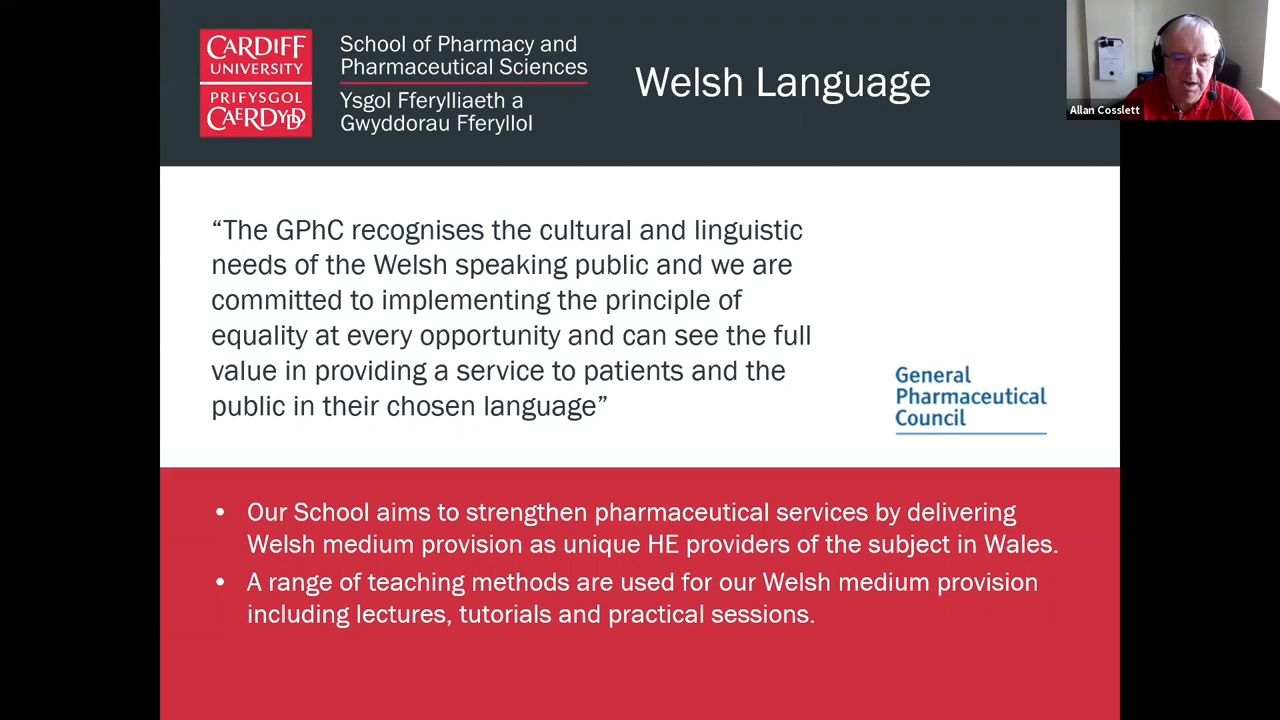 CARDIFF
UNIVERSITY
PRIFYSGOL
CAERDYDD
School of Pharmacy and
Pharmaceutical Sciences
Ysgol Fferylliaeth a
Gwyddorau Fferyllol
Welsh Language
Allan Cosslett
“The GPhC recognises the cultural and linguistic
needs of the Welsh speaking public and we are
committed to implementing the principle of
equality at every opportunity and can see the full
value in providing a service to patients and the
public in their chosen language”
General
Pharmaceutical
Council
• Our School aims to strengthen pharmaceutical services by delivering
Welsh medium provision as unique HE providers of the subject in Wales.
• A range of teaching methods are used for our Welsh medium provision
including lectures, tutorials and practical sessions.